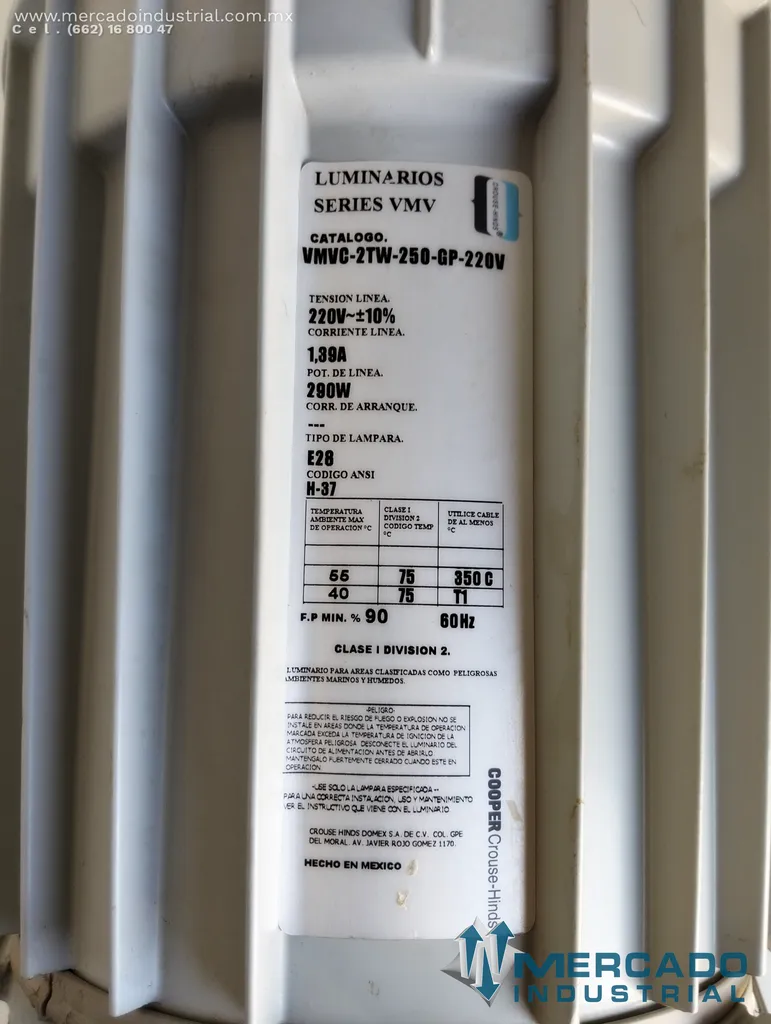 www.mercadoindustrial.com.mx
Cel. (662) 16 800 47
LUMINARIOS
SERIES VMV
CROUSE-HINDS
CATALOGO.
VMVC-2TW-250-GP-220V
TENSION LINEA.
220V~±10%
CORRIENTE LINEA.
1,39A
POT. DE LINEA.
290W
CORR. DE ARRANQUE.
---
TIPO DE LAMPARA.
E28
CODIGO ANSI
H-37
TEMPERATURA AMBIENTE MAX DE OPERACION °C
CLASE I DIVISION 2 CODIGO TEMP °C
UTILICE CABLE DE AL MENOS °C
55 75 350 C
40 75 T1
F.P MIN. % 90 60Hz
CLASE I DIVISION 2.
LUMINARIO PARA AREAS CLASIFICADAS COMO PELIGROSAS
AMBIENTES MARINOS Y HUMEDOS.
-PELIGRO-
PARA REDUCIR EL RIESGO DE FUEGO O EXPLOSION NO SE
INSTALE EN AREAS DONDE LA TEMPERATURA DE OPERACION
MARCADA EXCEDA LA TEMPERATURA DE IGNICION DE LA
ATMOSFERA PELIGROSA. DESCONECTE EL LUMINARIO DEL
CIRCUITO DE ALIMENTACION ANTES DE ABRIRLO
MANTENGALO FUERTEMENTE CERRADO CUANDO ESTE EN
OPERACION
-USE SOLO LA LAMPARA ESPECIFICADA--
PARA UNA CORRECTA INSTALACION, USO Y MANTENIMIENTO
VER EL INSTRUCTIVO QUE VIENE CON EL LUMINARIO
CROUSE HINDS DOMEX S.A. DE C.V. COL. GPE
DEL MORAL. AV. JAVIER ROJO GOMEZ 1170.
HECHO EN MEXICO
COOPER Crouse-Hinds
MERCADO
INDUSTRIAL